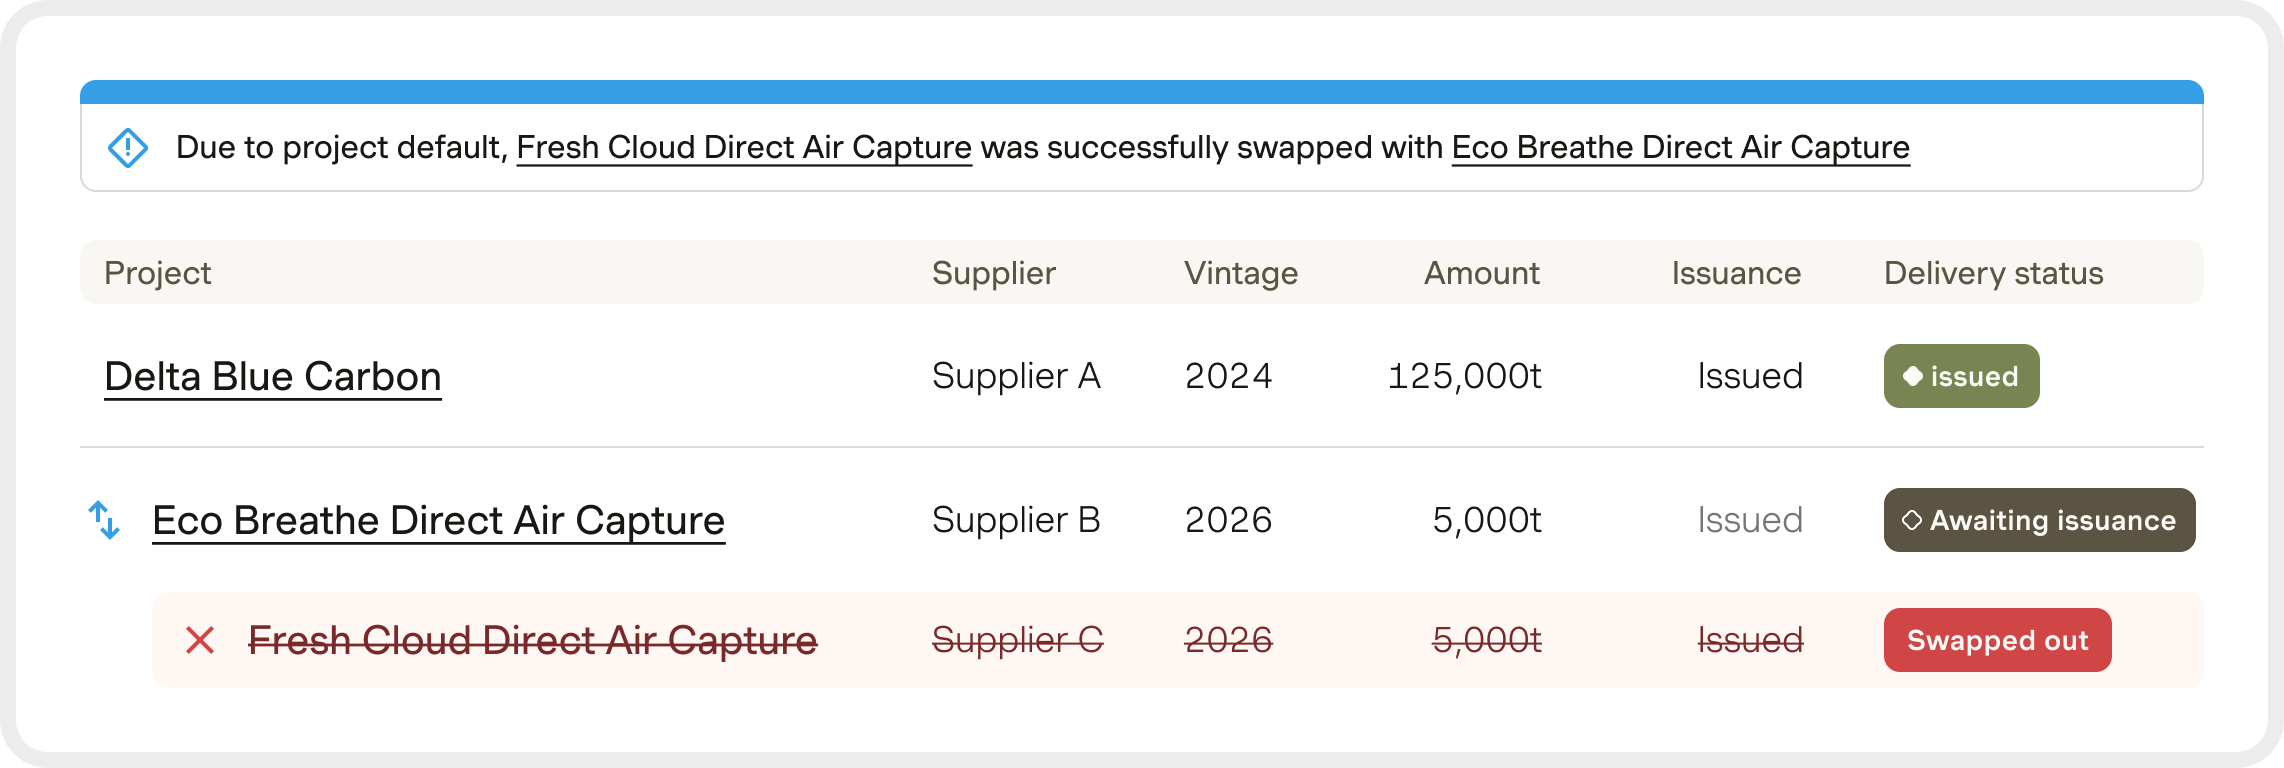 Due to project default, Fresh Cloud Direct Air Capture was successfully swapped with Eco Breathe Direct Air Capture
Project Supplier Vintage Amount Issuance Delivery status
Delta Blue Carbon Supplier A 2024 125,000t Issued issued
Eco Breathe Direct Air Capture Supplier B 2026 5,000t Issued Awaiting issuance
Fresh Cloud Direct Air Capture Supplier C 2026 5,000t Issued Swapped out